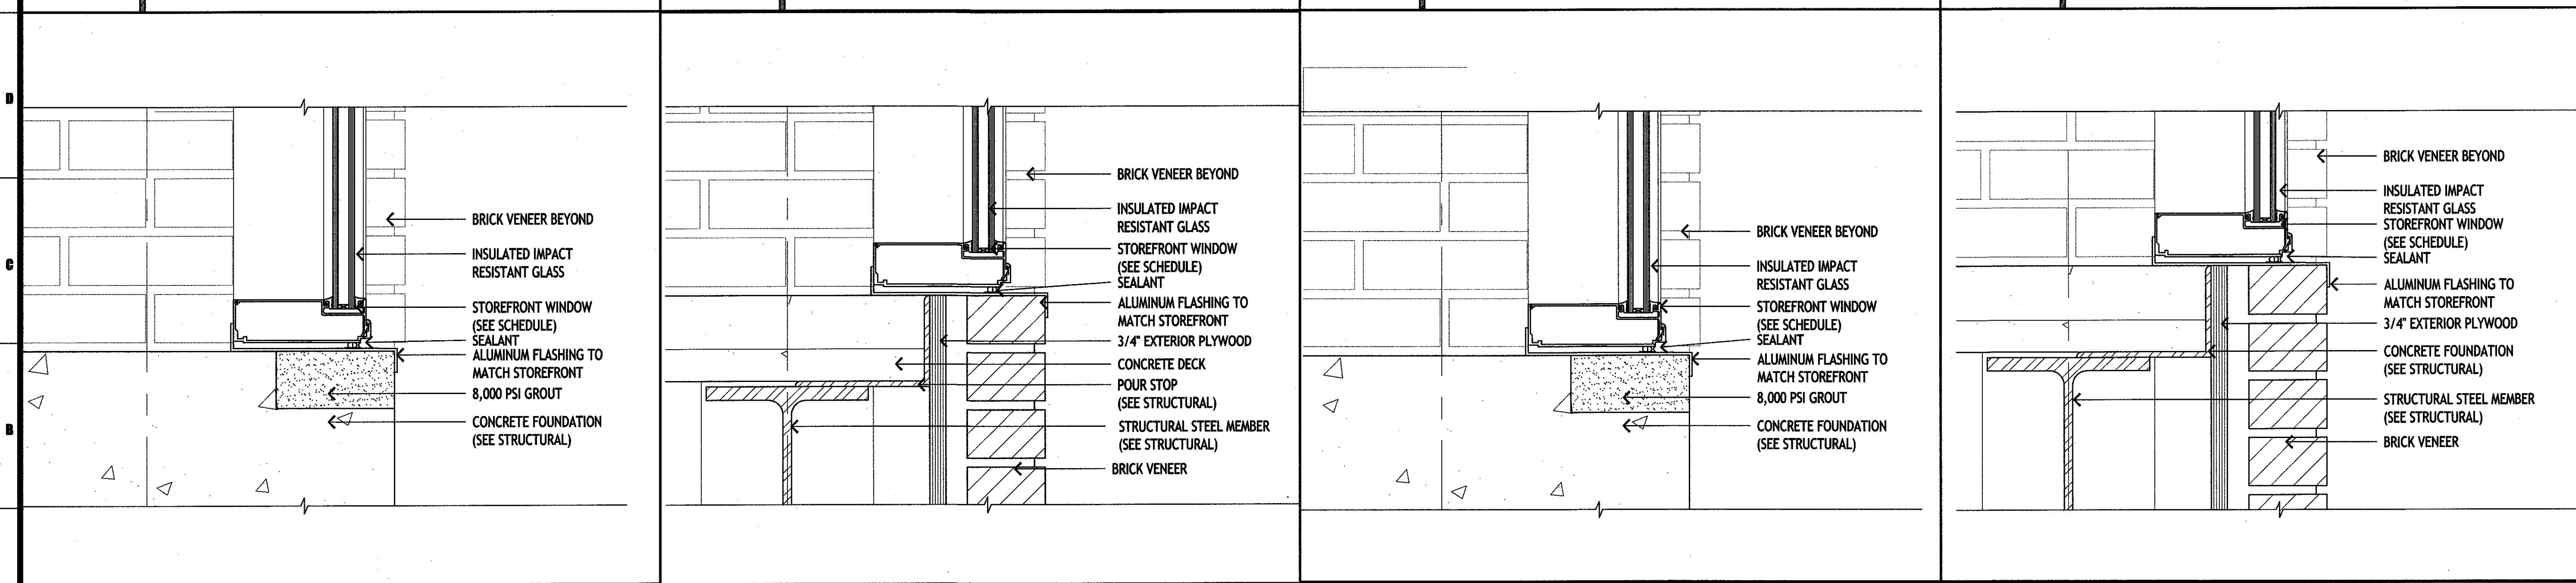 D
C
B
BRICK VENEER BEYOND
INSULATED IMPACT
RESISTANT GLASS
STOREFRONT WINDOW
(SEE SCHEDULE)
SEALANT
ALUMINUM FLASHING TO
MATCH STOREFRONT
8,000 PSI GROUT
CONCRETE FOUNDATION
(SEE STRUCTURAL)
BRICK VENEER BEYOND
INSULATED IMPACT
RESISTANT GLASS
STOREFRONT WINDOW
(SEE SCHEDULE)
SEALANT
ALUMINUM FLASHING TO
MATCH STOREFRONT
3/4" EXTERIOR PLYWOOD
CONCRETE DECK
POUR STOP
(SEE STRUCTURAL)
STRUCTURAL STEEL MEMBER
(SEE STRUCTURAL)
BRICK VENEER
BRICK VENEER BEYOND
INSULATED IMPACT
RESISTANT GLASS
STOREFRONT WINDOW
(SEE SCHEDULE)
SEALANT
ALUMINUM FLASHING TO
MATCH STOREFRONT
8,000 PSI GROUT
CONCRETE FOUNDATION
(SEE STRUCTURAL)
BRICK VENEER BEYOND
INSULATED IMPACT
RESISTANT GLASS
STOREFRONT WINDOW
(SEE SCHEDULE)
SEALANT
ALUMINUM FLASHING TO
MATCH STOREFRONT
3/4" EXTERIOR PLYWOOD
CONCRETE FOUNDATION
(SEE STRUCTURAL)
STRUCTURAL STEEL MEMBER
(SEE STRUCTURAL)
BRICK VENEER